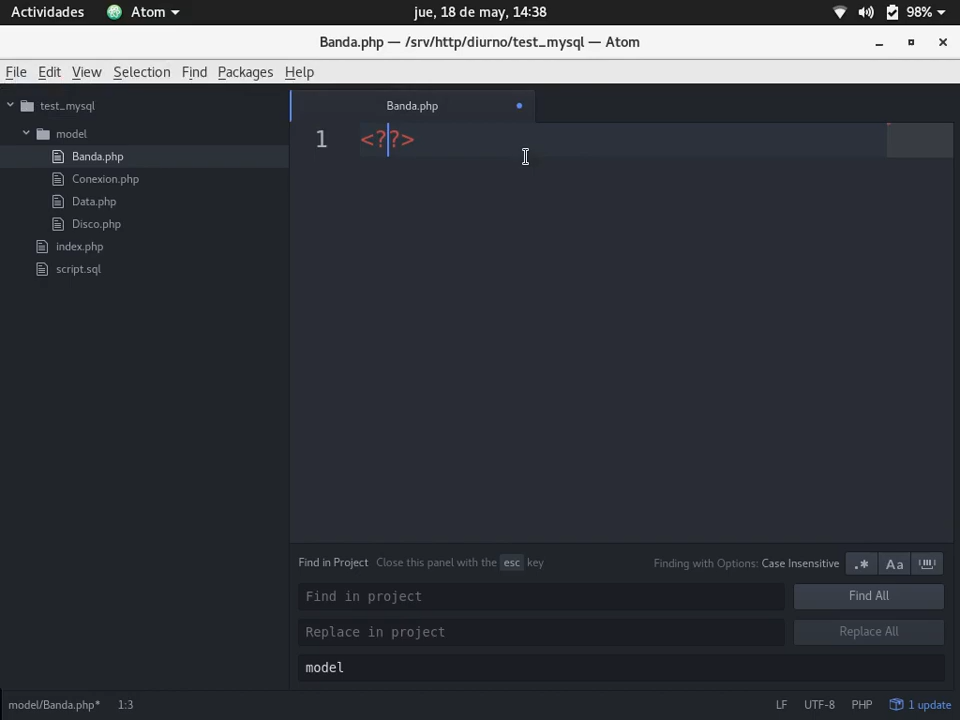 Actividades Atom jue, 18 de may, 14:38 98%
Banda.php — /srv/http/diurno/test_mysql — Atom
File Edit View Selection Find Packages Help
test_mysql
model
Banda.php
Conexion.php
Data.php
Disco.php
index.php
script.sql
Banda.php
1 <??>
Find in Project Close this panel with the esc key Finding with Options: Case Insensitive .* Aa
Find in project Find All
Replace in project Replace All
model
model/Banda.php* 1:3 LF UTF-8 PHP 1 update